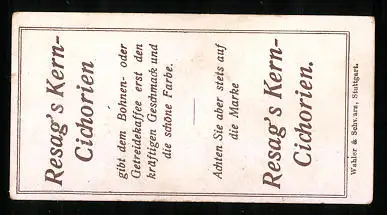 Resag's Kern-
Cichorien
gibt dem Bohnen- oder
Getreidekaffee erst den
kräftigen Geschmack und
die schöne Farbe.
Achten Sie aber stets auf
die Marke
Resag's Kern-
Cichorien.
Wahler & Schwarz, Stuttgart.